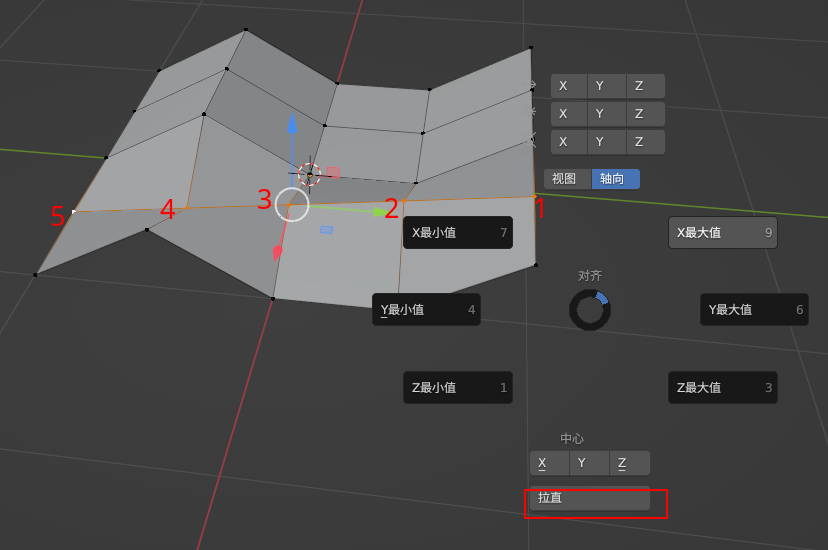 X Y Z
X Y Z
X Y Z
视图 轴向
5
4
3
2
1
X最小值 7
X最大值 9
对齐
Y最小值 4
Y最大值 6
Z最小值 1
Z最大值 3
中心
X Y Z
拉直